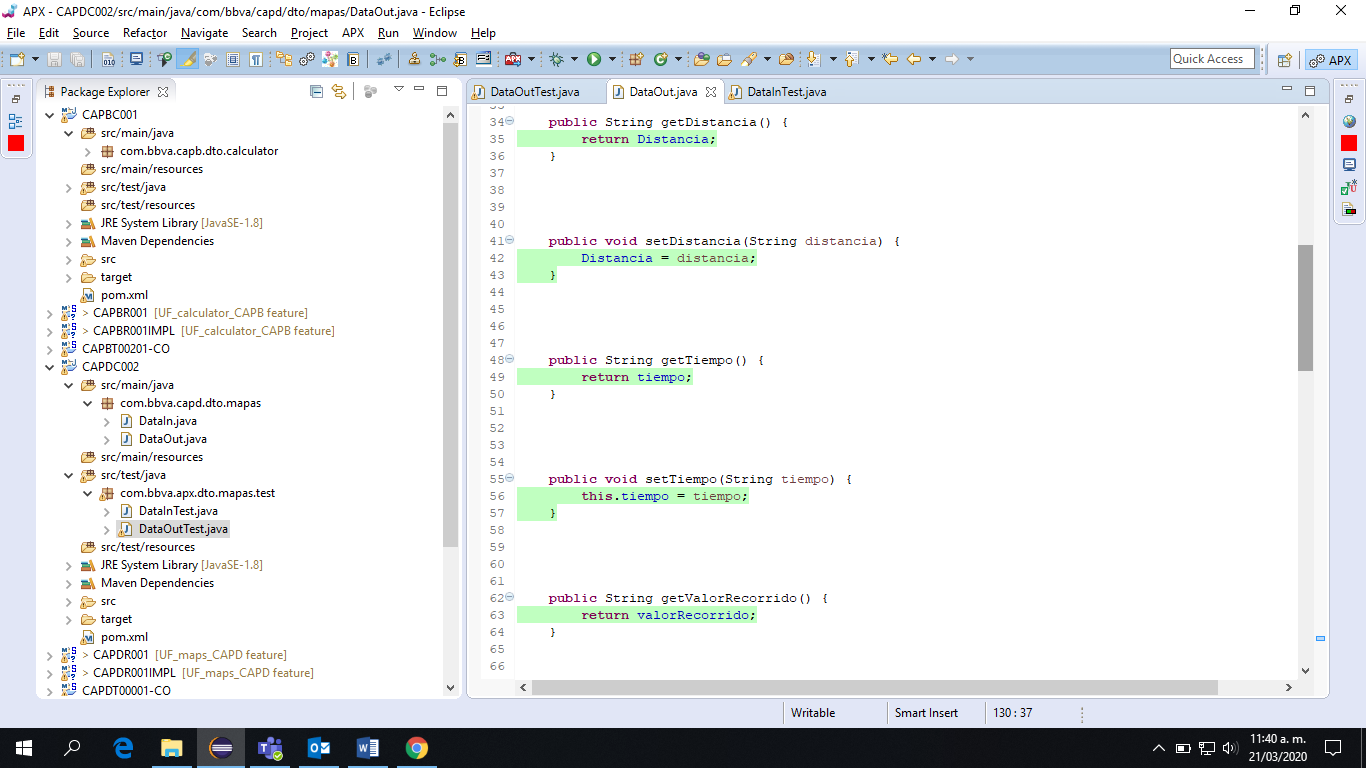 APX - CAPDC002/src/main/java/com/bbva/capd/dto/mapas/DataOut.java - Eclipse
File Edit Source Refactor Navigate Search Project APX Run Window Help
Quick Access
APX
Package Explorer
CAPBC001
src/main/java
com.bbva.capb.dto.calculator
src/main/resources
src/test/java
src/test/resources
JRE System Library [JavaSE-1.8]
Maven Dependencies
src
target
pom.xml
> CAPBR001 [UF_calculator_CAPB feature]
> CAPBR001IMPL [UF_calculator_CAPB feature]
CAPBT00201-CO
CAPDC002
src/main/java
com.bbva.capd.dto.mapas
DataIn.java
DataOut.java
src/main/resources
src/test/java
com.bbva.apx.dto.mapas.test
DataInTest.java
DataOutTest.java
src/test/resources
JRE System Library [JavaSE-1.8]
Maven Dependencies
src
target
pom.xml
> CAPDR001 [UF_maps_CAPD feature]
> CAPDR001IMPL [UF_maps_CAPD feature]
CAPDT00001-CO
DataOutTest.java DataOut.java DataInTest.java
33
34 public String getDistancia() {
35 return Distancia;
36 }
37
38
39
40
41 public void setDistancia(String distancia) {
42 Distancia = distancia;
43 }
44
45
46
47
48 public String getTiempo() {
49 return tiempo;
50 }
51
52
53
54
55 public void setTiempo(String tiempo) {
56 this.tiempo = tiempo;
57 }
58
59
60
61
62 public String getValorRecorrido() {
63 return valorRecorrido;
64 }
65
66
Writable Smart Insert 130 : 37
11:40 a. m.
21/03/2020